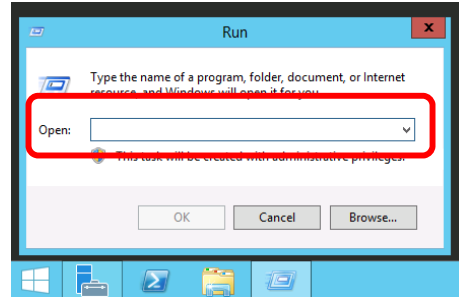 Run
x
Type the name of a program, folder, document, or Internet
resource, and Windows will open it for you.
Open:
This task will be created with administrative privileges.
OK
Cancel
Browse...